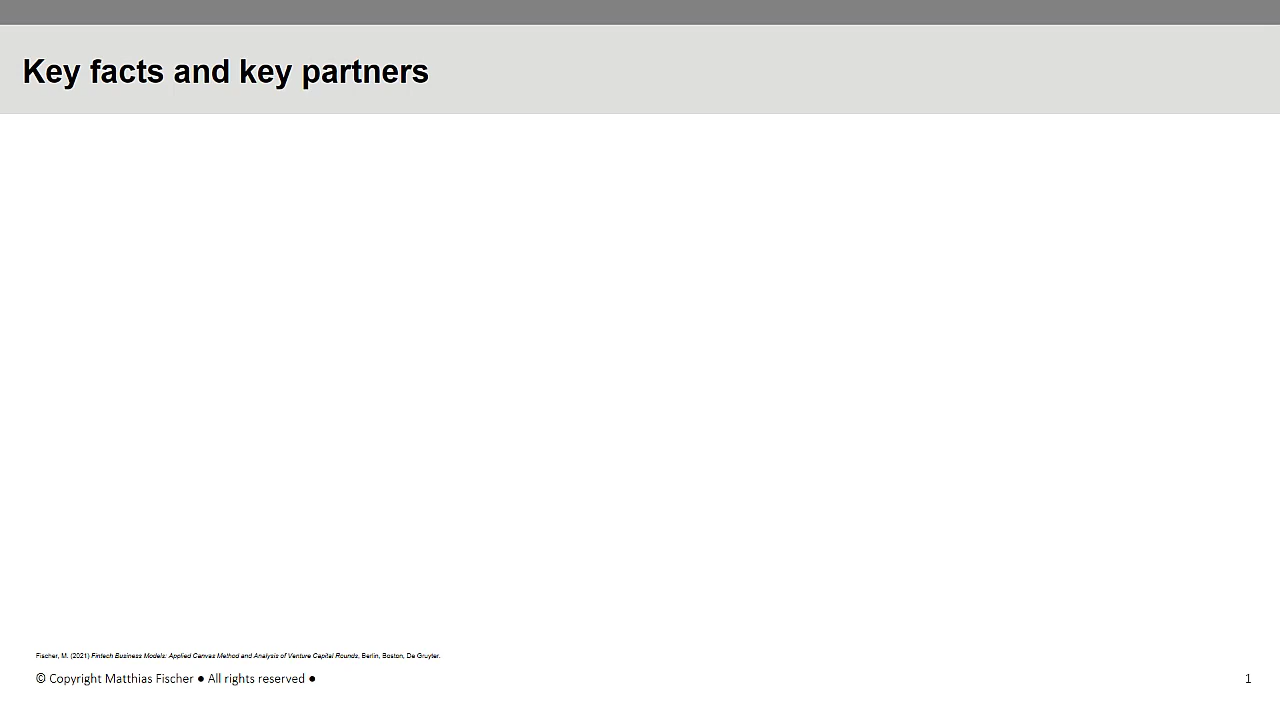 Key facts and key partners
Fischer, M. (2021) Fintech Business Models: Applied Canvas Method and Analysis of Venture Capital Rounds, Berlin, Boston, De Gruyter.
© Copyright Matthias Fischer ● All rights reserved ●
1